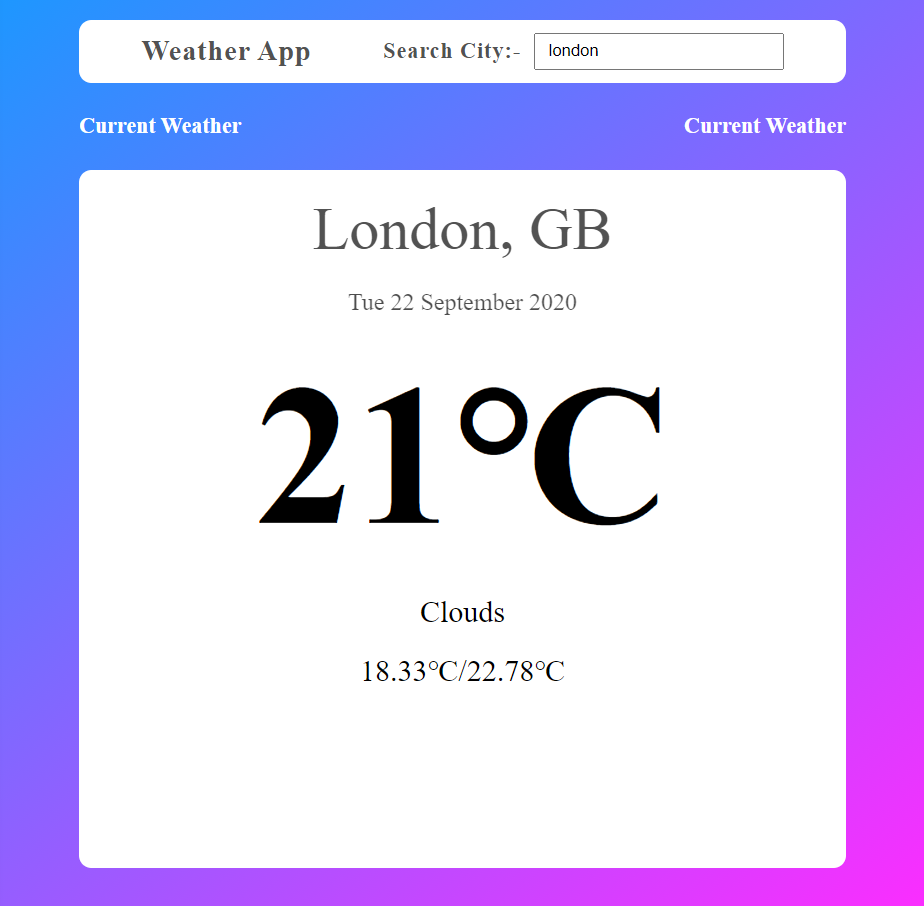 Weather App Search City:- london
Current Weather Current Weather
London, GB
Tue 22 September 2020
21°C
Clouds
18.33°C/22.78°C